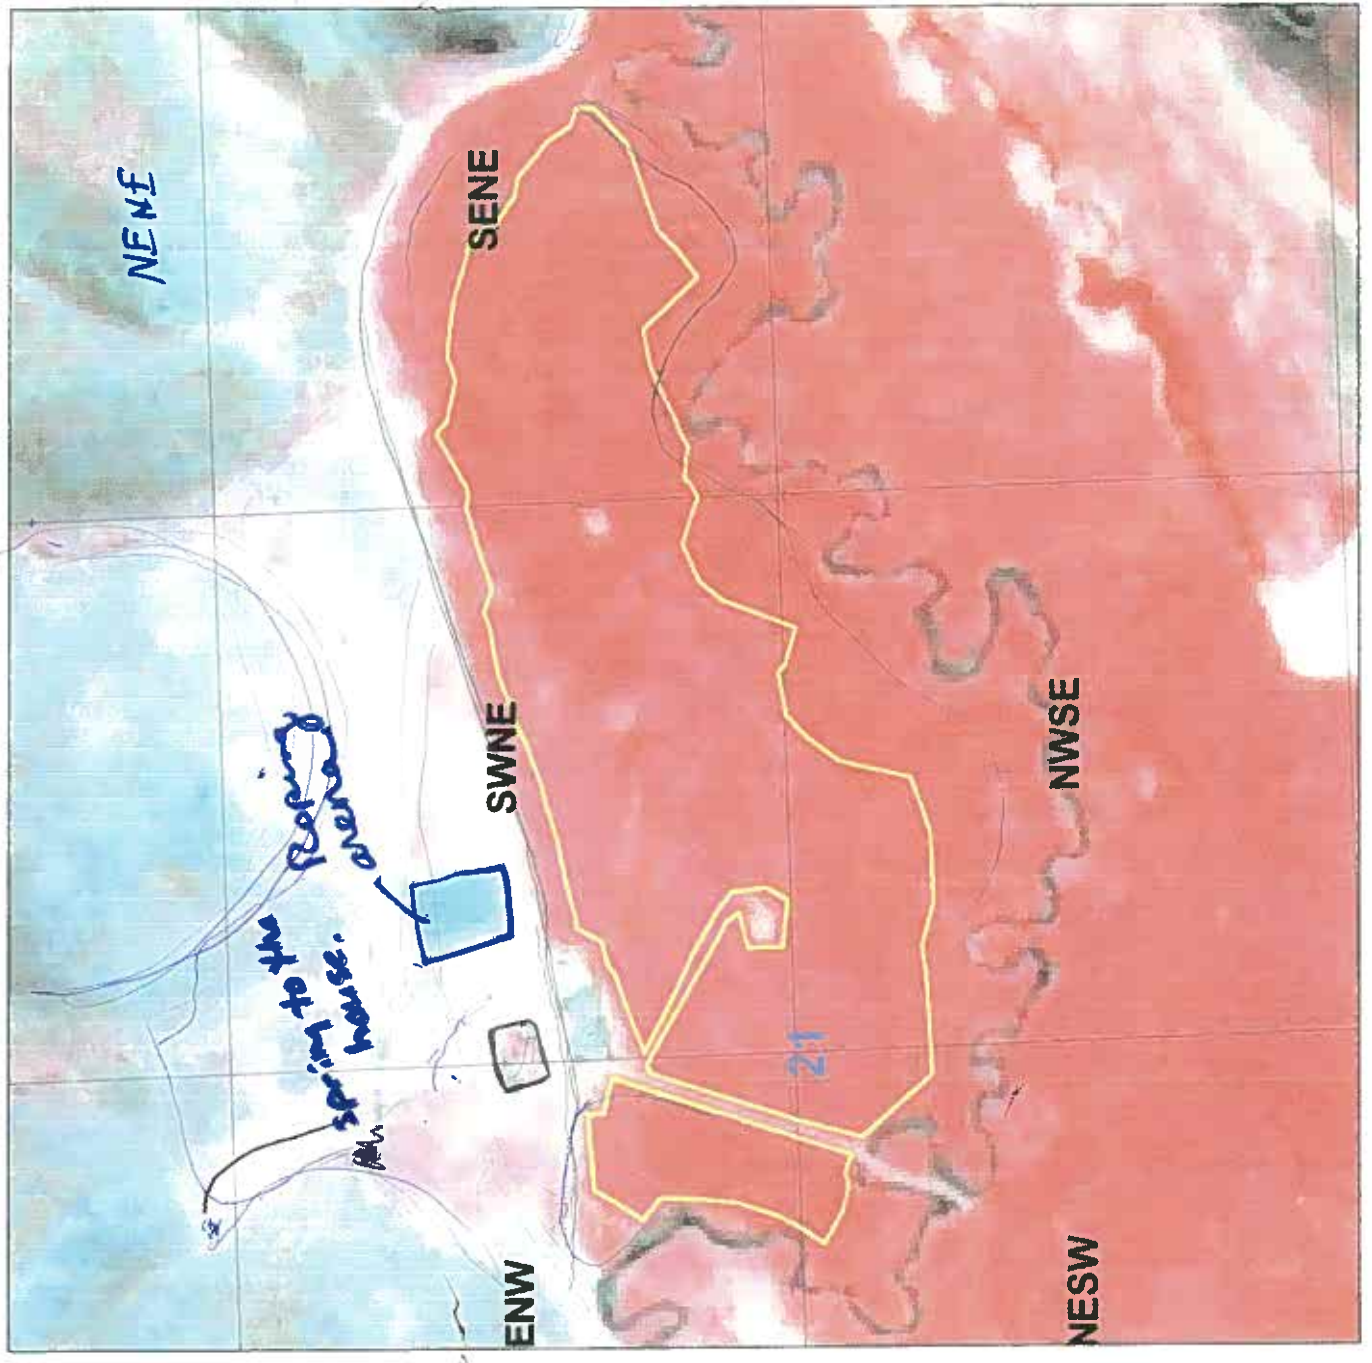 NENE
SENE
Roping
arena
SWNE
spring to the
house.
21
NWSE
ENW
NESW